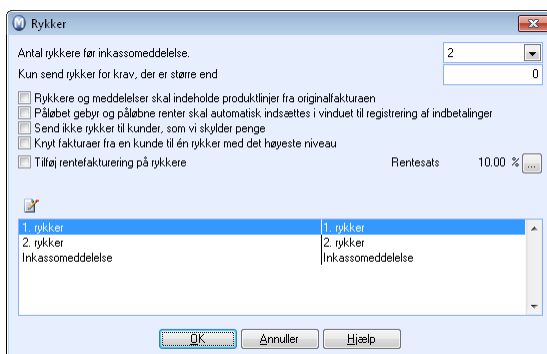 Rykker
Antal rykkere før inkassomeddelelse. 2
Kun send rykker for krav, der er større end 0
Rykkere og meddelelser skal indeholde produktlinjer fra originalfakturaen
Påløbet gebyr og påløbne renter skal automatisk indsættes i vinduet til registrering af indbetalinger
Send ikke rykker til kunder, som vi skylder penge
Knyt fakturaer fra en kunde til én rykker med det høyeste niveau
Tilføj rentefakturering på rykkere Rentesats 10.00 % ...
1. rykker 1. rykker
2. rykker 2. rykker
Inkassomeddelelse Inkassomeddelelse
OK Annuller Hjælp